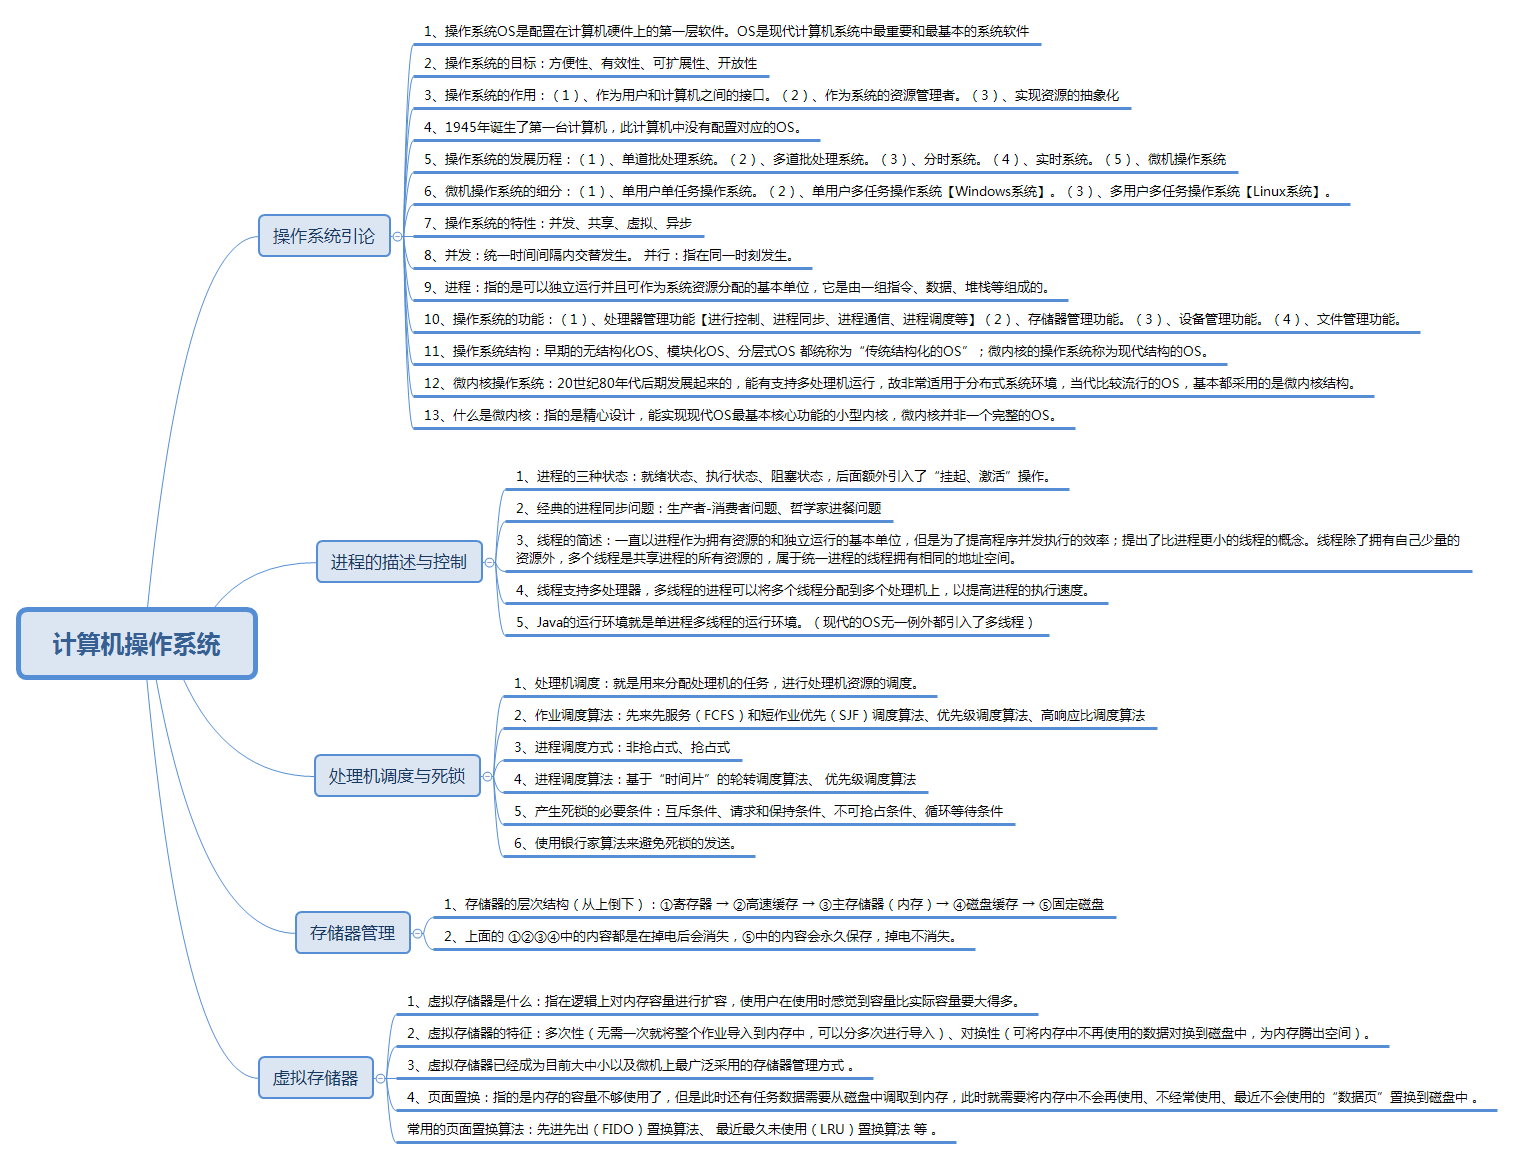 计算机操作系统
操作系统引论
1、操作系统OS是配置在计算机硬件上的第一层软件。OS是现代计算机系统中最重要和最基本的系统软件
2、操作系统的目标：方便性、有效性、可扩展性、开放性
3、操作系统的作用：（1）、作为用户和计算机之间的接口。（2）、作为系统的资源管理者。（3）、实现资源的抽象化
4、1945年诞生了第一台计算机，此计算机中没有配置对应的OS。
5、操作系统的发展历程：（1）、单道批处理系统。（2）、多道批处理系统。（3）、分时系统。（4）、实时系统。（5）、微机操作系统
6、微机操作系统的细分：（1）、单用户单任务操作系统。（2）、单用户多任务操作系统【Windows系统】。（3）、多用户多任务操作系统【Linux系统】。
7、操作系统的特性：并发、共享、虚拟、异步
8、并发：统一时间间隔内交替发生。 并行：指在同一时刻发生。
9、进程：指的是可以独立运行并且可作为系统资源分配的基本单位，它是由一组指令、数据、堆栈等组成的。
10、操作系统的功能：（1）、处理器管理功能【进行控制、进程同步、进程通信、进程调度等】（2）、存储器管理功能。（3）、设备管理功能。（4）、文件管理功能。
11、操作系统结构：早期的无结构化OS、模块化OS、分层式OS 都统称为“传统结构化的OS”；微内核的操作系统称为现代结构的OS。
12、微内核操作系统：20世纪80年代后期发展起来的，能有支持多处理机运行，故非常适用于分布式系统环境，当代比较流行的OS，基本都采用的是微内核结构。
13、什么是微内核：指的是精心设计，能实现现代OS最基本核心功能的小型内核，微内核并非一个完整的OS。
进程的描述与控制
1、进程的三种状态：就绪状态、执行状态、阻塞状态，后面额外引入了“挂起、激活”操作。
2、经典的进程同步问题：生产者-消费者问题、哲学家进餐问题
3、线程的简述：一直以进程作为拥有资源的和独立运行的基本单位，但是为了提高程序并发执行的效率；提出了比进程更小的线程的概念。线程除了拥有自己少量的
资源外，多个线程是共享进程的所有资源的，属于统一进程的线程拥有相同的地址空间。
4、线程支持多处理器，多线程的进程可以将多个线程分配到多个处理机上，以提高进程的执行速度。
5、Java的运行环境就是单进程多线程的运行环境。（现代的OS无一例外都引入了多线程）
处理机调度与死锁
1、处理机调度：就是用来分配处理机的任务，进行处理机资源的调度。
2、作业调度算法：先来先服务（FCFS）和短作业优先（SJF）调度算法、优先级调度算法、高响应比调度算法
3、进程调度方式：非抢占式、抢占式
4、进程调度算法：基于“时间片”的轮转调度算法、 优先级调度算法
5、产生死锁的必要条件：互斥条件、请求和保持条件、不可抢占条件、循环等待条件
6、使用银行家算法来避免死锁的发送。
存储器管理
1、存储器的层次结构（从上倒下）：①寄存器 → ②高速缓存 → ③主存储器（内存）→ ④磁盘缓存 → ⑤固定磁盘
2、上面的 ①②③④中的内容都是在掉电后会消失，⑤中的内容会永久保存，掉电不消失。
虚拟存储器
1、虚拟存储器是什么：指在逻辑上对内存容量进行扩容，使用户在使用时感觉到容量比实际容量要大得多。
2、虚拟存储器的特征：多次性（无需一次就将整个作业导入到内存中，可以分多次进行导入）、对换性（可将内存中不再使用的数据对换到磁盘中，为内存腾出空间）。
3、虚拟存储器已经成为目前大中小以及微机上最广泛采用的存储器管理方式 。
4、页面置换：指的是内存的容量不够使用了，但是此时还有任务数据需要从磁盘中调取到内存，此时就需要将内存中不会再使用、不经常使用、最近不会使用的“数据页”置换到磁盘中 。
常用的页面置换算法：先进先出（FIDO）置换算法、 最近最久未使用（LRU）置换算法 等 。